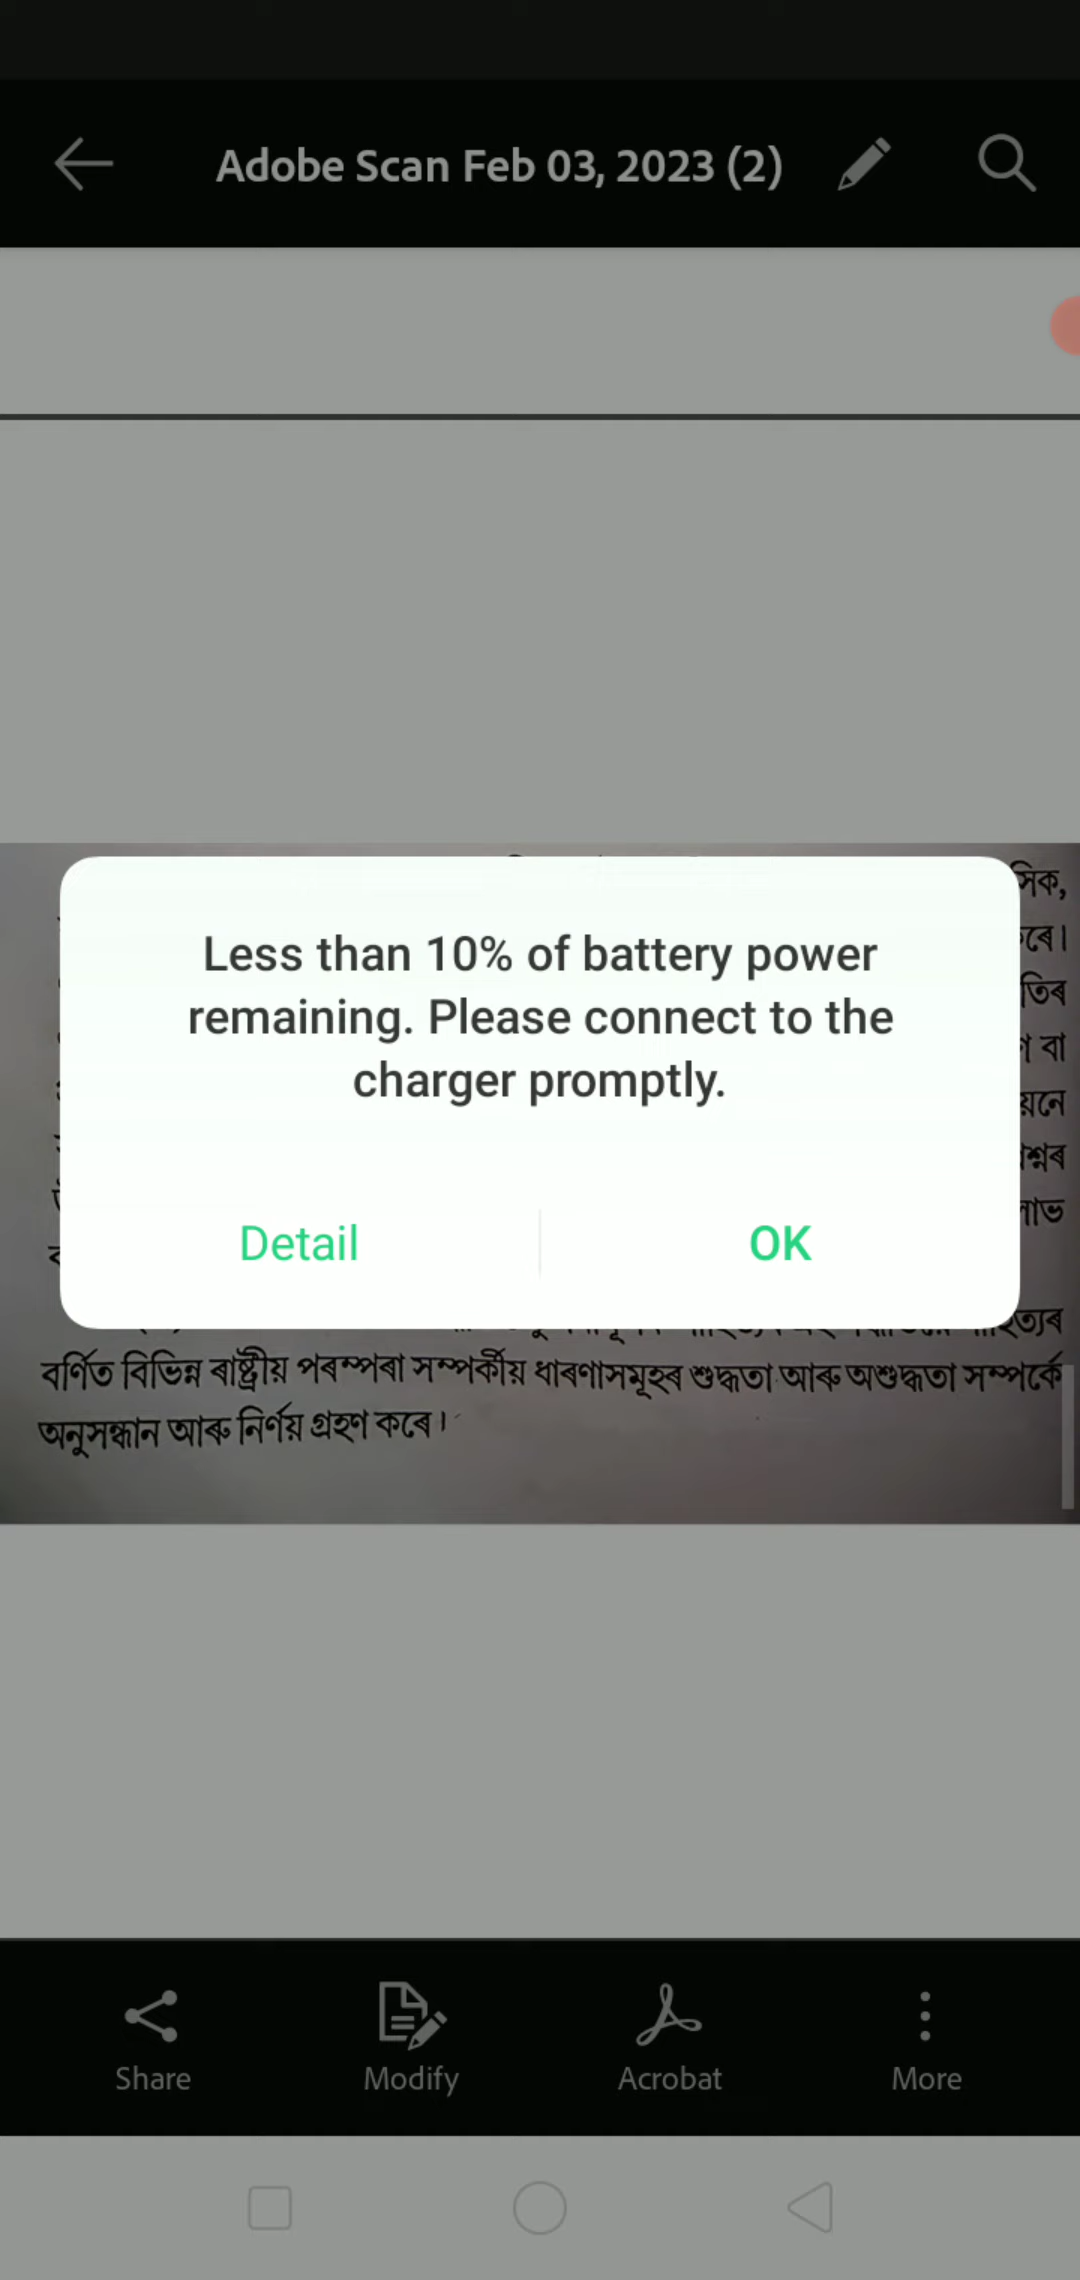 Adobe Scan Feb 03, 2023 (2)
সিক,
তিৰ
বা
Less than 10% of battery power
remaining. Please connect to the
charger promptly.
Detail
OK
বৰ্ণিত বিভিন্ন ৰাষ্ট্ৰীয় পৰম্পৰা সম্পৰ্কীয় ধাৰণাসমূহৰ শুদ্ধতা আৰু অশুদ্ধতা সম্পৰ্কে
অনুসন্ধান আৰু নিৰ্ণয় গ্ৰহণ কৰে।
Share
Modify
Acrobat
More